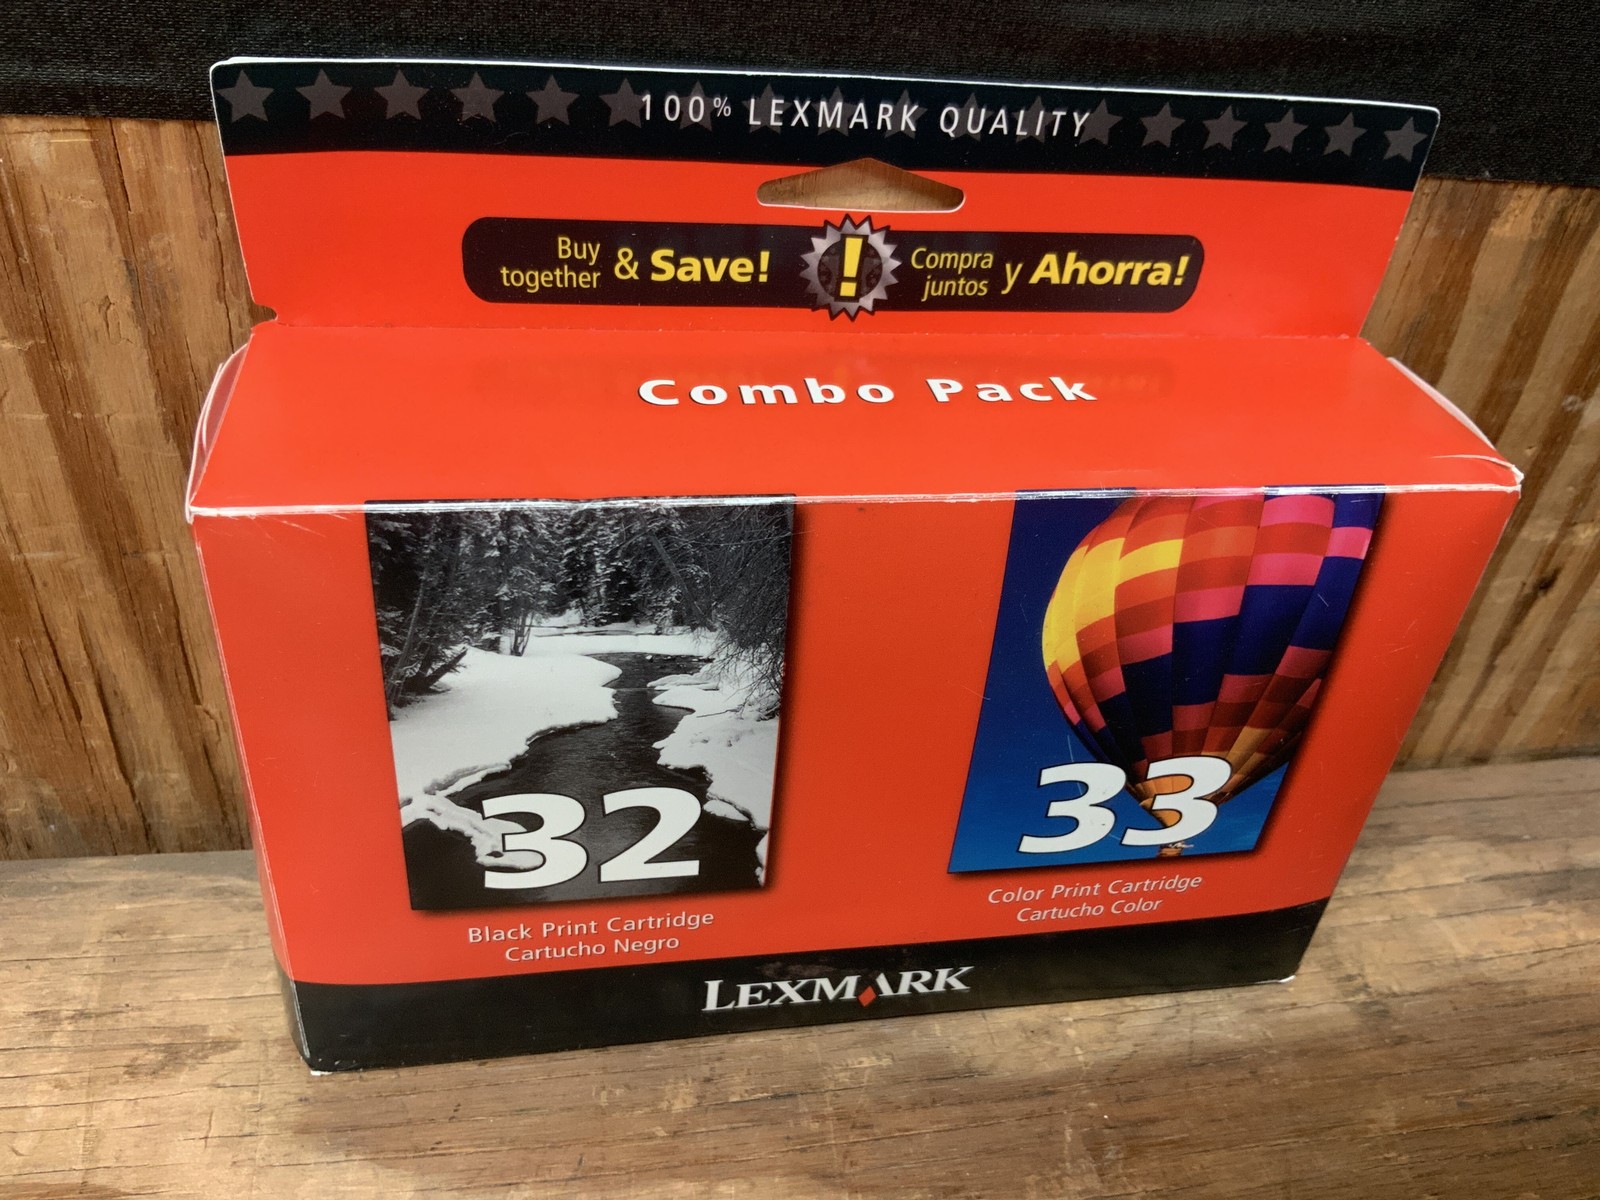 100% LEXMARK QUALITY
Buy together & Save! ! Compra juntos y Ahorra!
Combo Pack
32
Black Print Cartridge
Cartucho Negro
33
Color Print Cartridge
Cartucho Color
LEXMARK